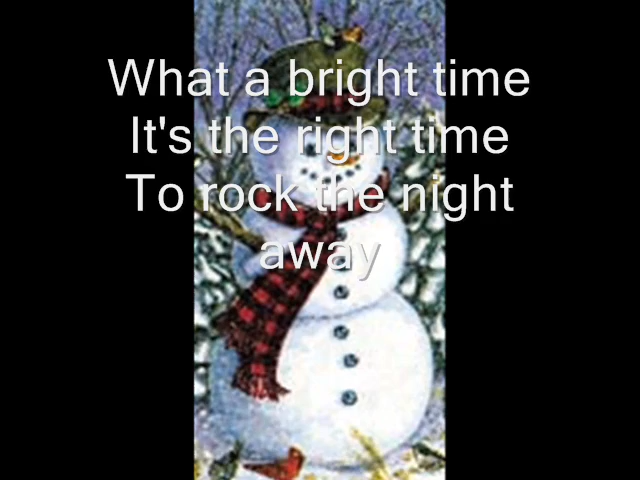 What a bright time
It's the right time
To rock the night
away